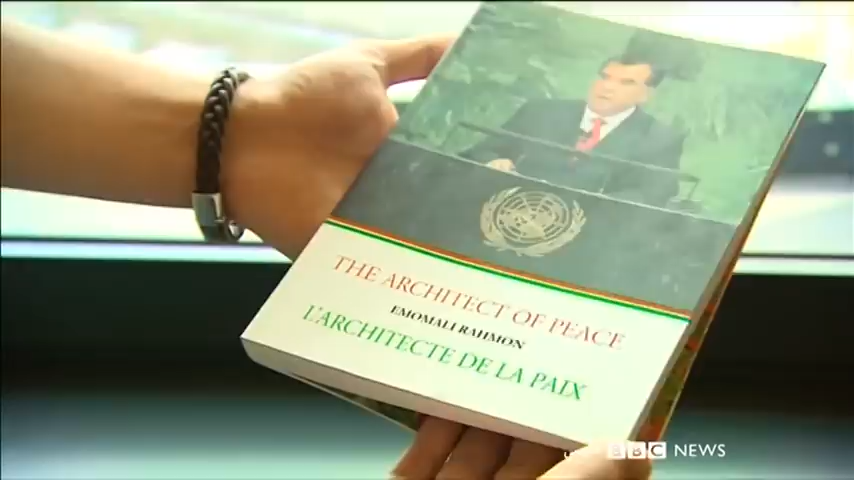 THE ARCHITECT OF PEACE
EMOMALI RAHMON
L'ARCHITECTE DE LA PAIX
BBC NEWS